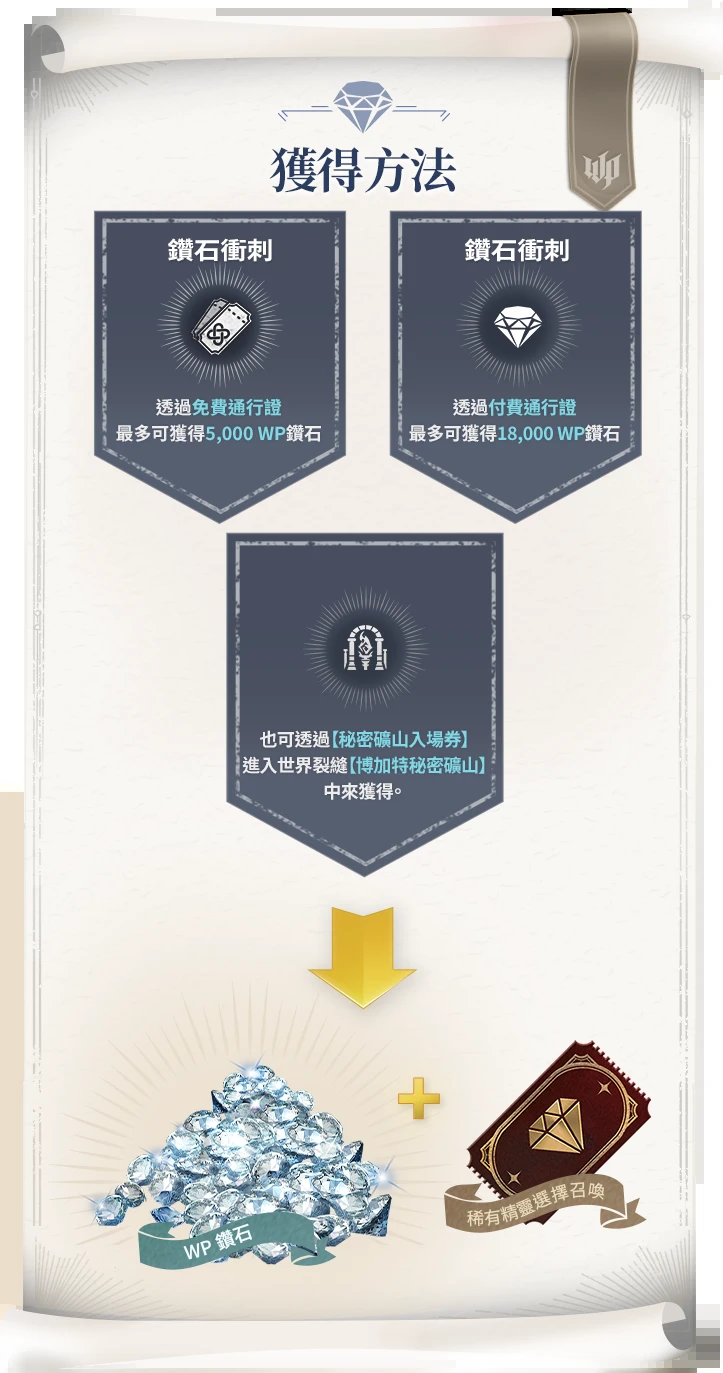 WP
獲得方法
鑽石衝刺
透過免費通行證
最多可獲得5,000 WP鑽石
鑽石衝刺
透過付費通行證
最多可獲得18,000 WP鑽石
也可透過【秘密礦山入場券】
進入世界裂縫【博加特秘密礦山】
中來獲得。
WP 鑽石
稀有精靈選擇召喚